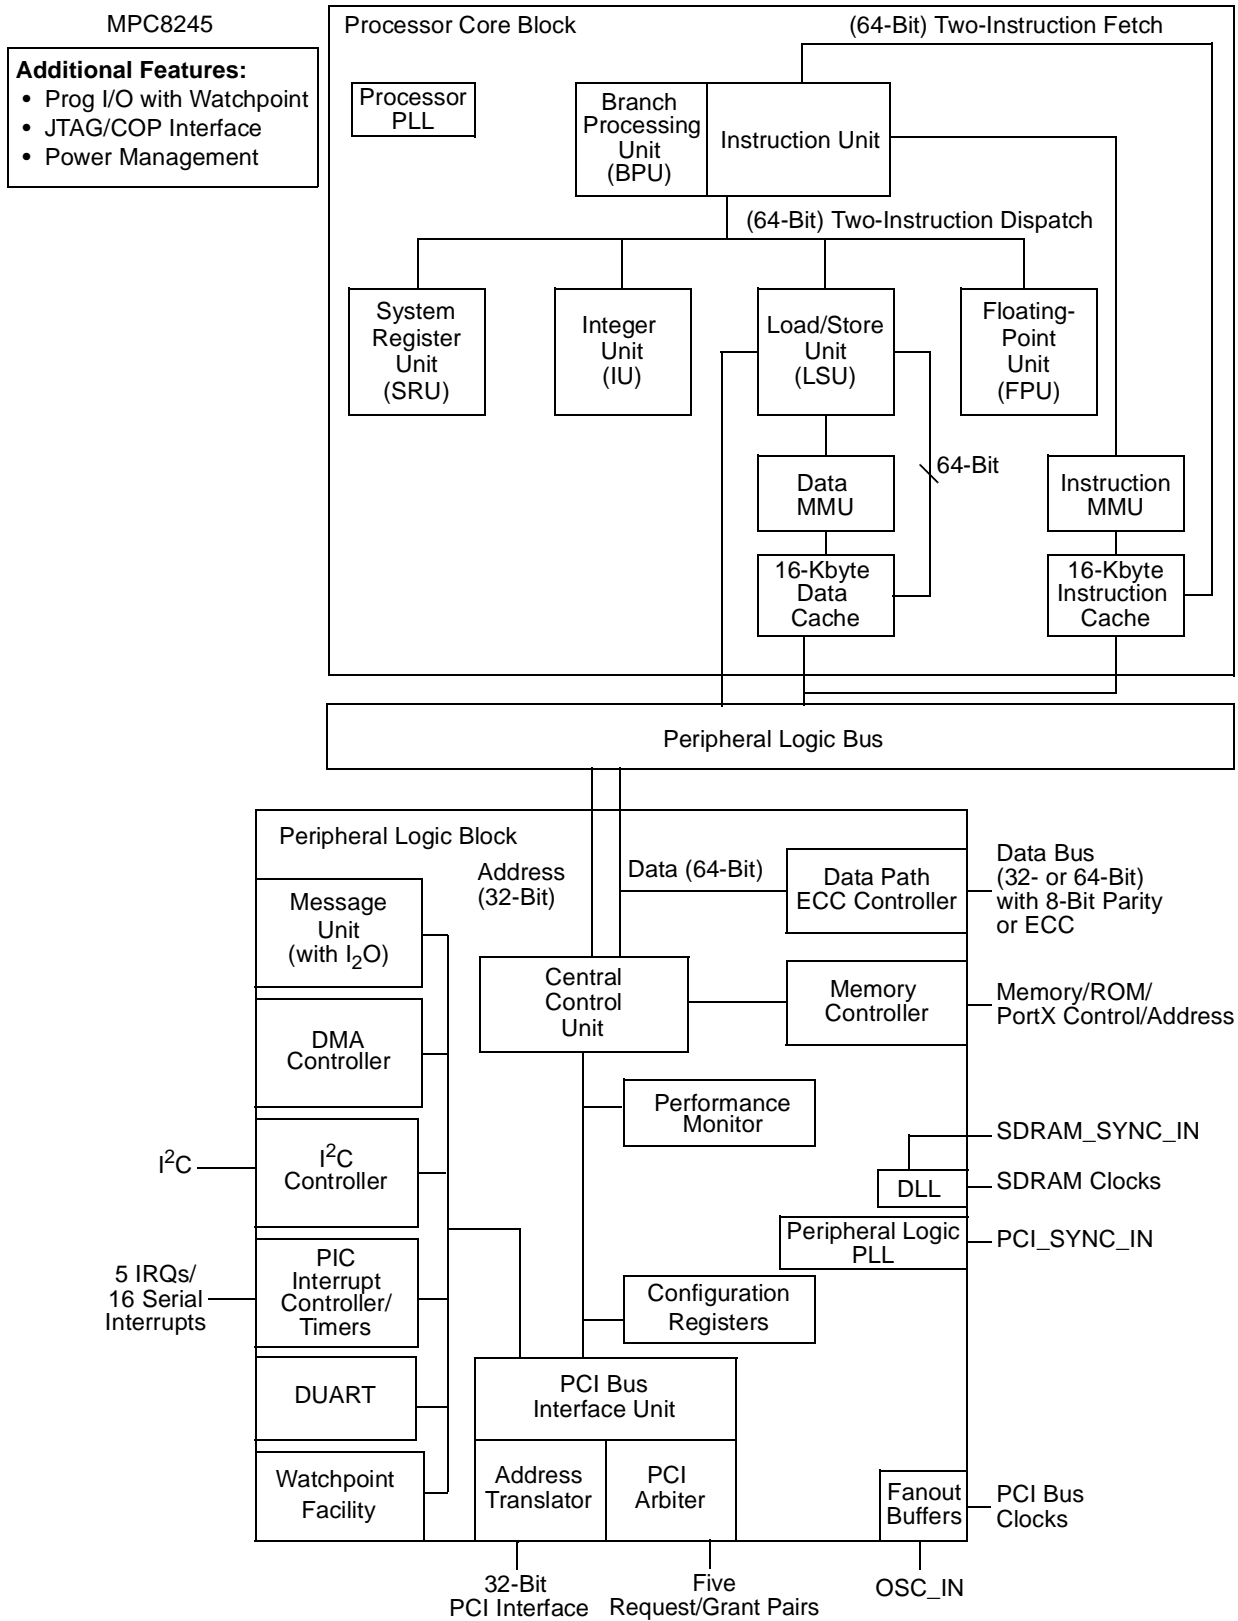 MPC8245
Additional Features:
• Prog I/O with Watchpoint
• JTAG/COP Interface
• Power Management
Processor Core Block
(64-Bit) Two-Instruction Fetch
Processor
PLL
Branch
Processing
Unit
(BPU)
Instruction Unit
(64-Bit) Two-Instruction Dispatch
System
Register
Unit
(SRU)
Integer
Unit
(IU)
Load/Store
Unit
(LSU)
Floating-
Point
Unit
(FPU)
64-Bit
Data
MMU
Instruction
MMU
16-Kbyte
Data
Cache
16-Kbyte
Instruction
Cache
Peripheral Logic Bus
Peripheral Logic Block
Address
(32-Bit)
Data (64-Bit)
Data Path
ECC Controller
Data Bus
(32- or 64-Bit)
with 8-Bit Parity
or ECC
Message
Unit
(with I2O)
Central
Control
Unit
Memory
Controller
Memory/ROM/
PortX Control/Address
DMA
Controller
Performance
Monitor
SDRAM_SYNC_IN
I2C
I2C
Controller
DLL
SDRAM Clocks
Peripheral Logic
PLL
PCI_SYNC_IN
5 IRQs/
16 Serial
Interrupts
PIC
Interrupt
Controller/
Timers
Configuration
Registers
DUART
PCI Bus
Interface Unit
Watchpoint
Facility
Address
Translator
PCI
Arbiter
Fanout
Buffers
PCI Bus
Clocks
32-Bit
PCI Interface
Five
Request/Grant Pairs
OSC_IN